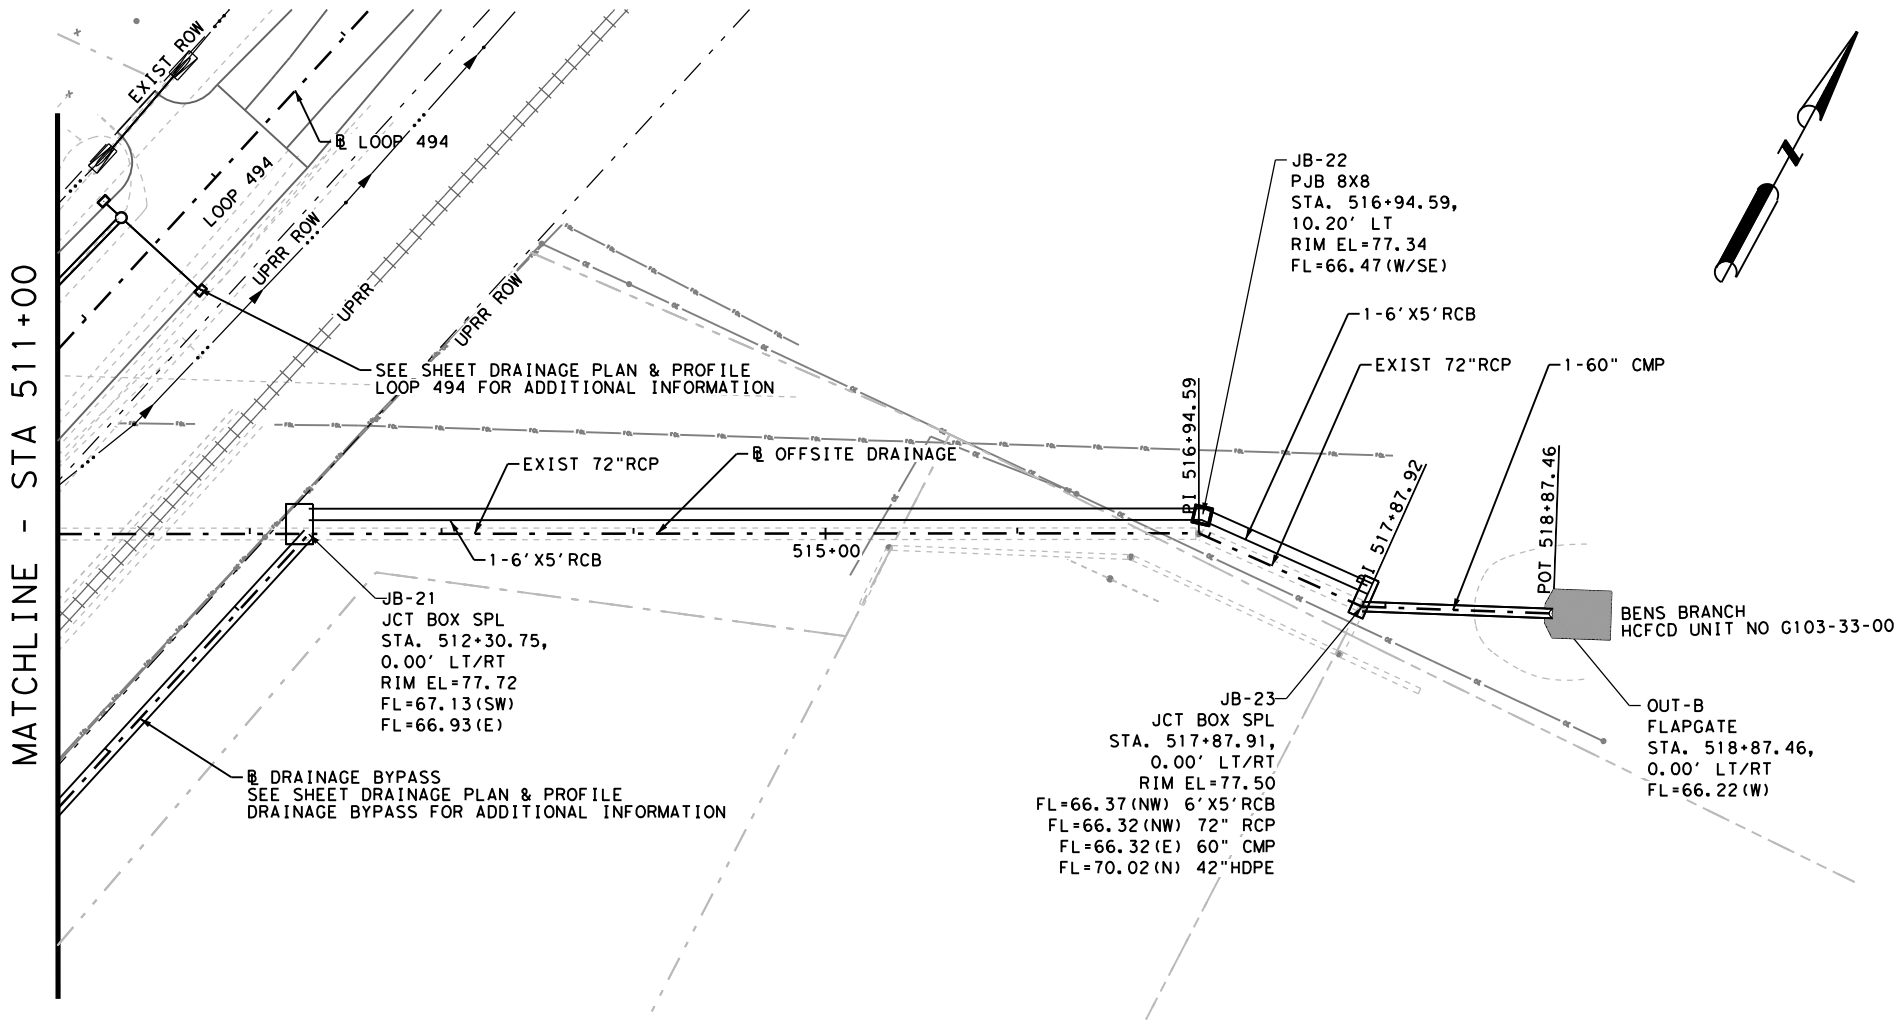 EXIST ROW
℄ LOOP 494
LOOP 494
UPRR ROW
UPRR
UPRR ROW
MATCHLINE - STA 511+00
SEE SHEET DRAINAGE PLAN & PROFILE
LOOP 494 FOR ADDITIONAL INFORMATION
EXIST 72"RCP
℄ OFFSITE DRAINAGE
1-6'X5'RCB
515+00
JB-21
JCT BOX SPL
STA. 512+30.75,
0.00' LT/RT
RIM EL=77.72
FL=67.13(SW)
FL=66.93(E)
℄ DRAINAGE BYPASS
SEE SHEET DRAINAGE PLAN & PROFILE
DRAINAGE BYPASS FOR ADDITIONAL INFORMATION
JB-22
PJB 8X8
STA. 516+94.59,
10.20' LT
RIM EL=77.34
FL=66.47(W/SE)
1-6'X5'RCB
EXIST 72"RCP
1-60" CMP
PI 516+94.59
PI 517+87.92
POT 518+87.46
N
BENS BRANCH
HCFCD UNIT NO G103-33-00
JB-23
JCT BOX SPL
STA. 517+87.91,
0.00' LT/RT
RIM EL=77.50
FL=66.37(NW) 6'X5'RCB
FL=66.32(NW) 72" RCP
FL=66.32(E) 60" CMP
FL=70.02(N) 42"HDPE
OUT-B
FLAPGATE
STA. 518+87.46,
0.00' LT/RT
FL=66.22(W)